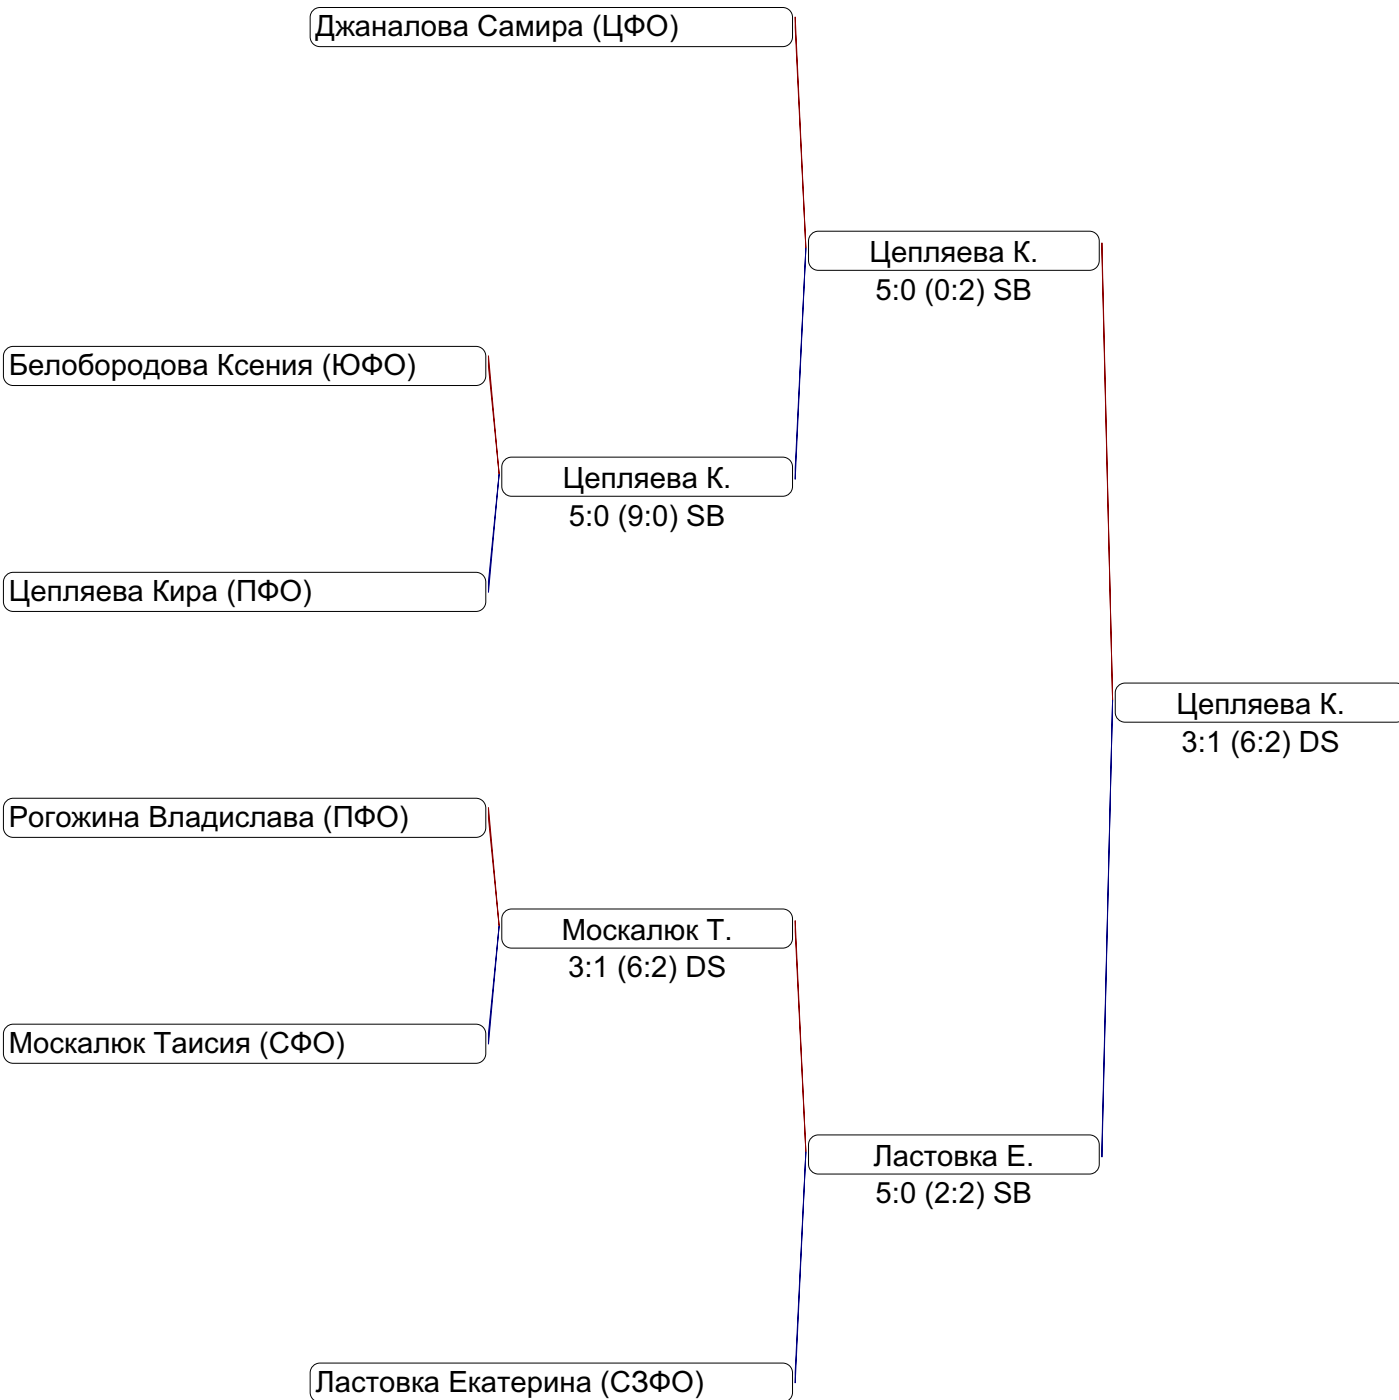 Джаналова Самира (ЦФО)
Цепляева К.
5:0 (0:2) SB
Белобородова Ксения (ЮФО)
Цепляева К.
5:0 (9:0) SB
Цепляева Кира (ПФО)
Цепляева К.
3:1 (6:2) DS
Рогожина Владислава (ПФО)
Москалюк Т.
3:1 (6:2) DS
Москалюк Таисия (СФО)
Ластовка Е.
5:0 (2:2) SB
Ластовка Екатерина (СЗФО)